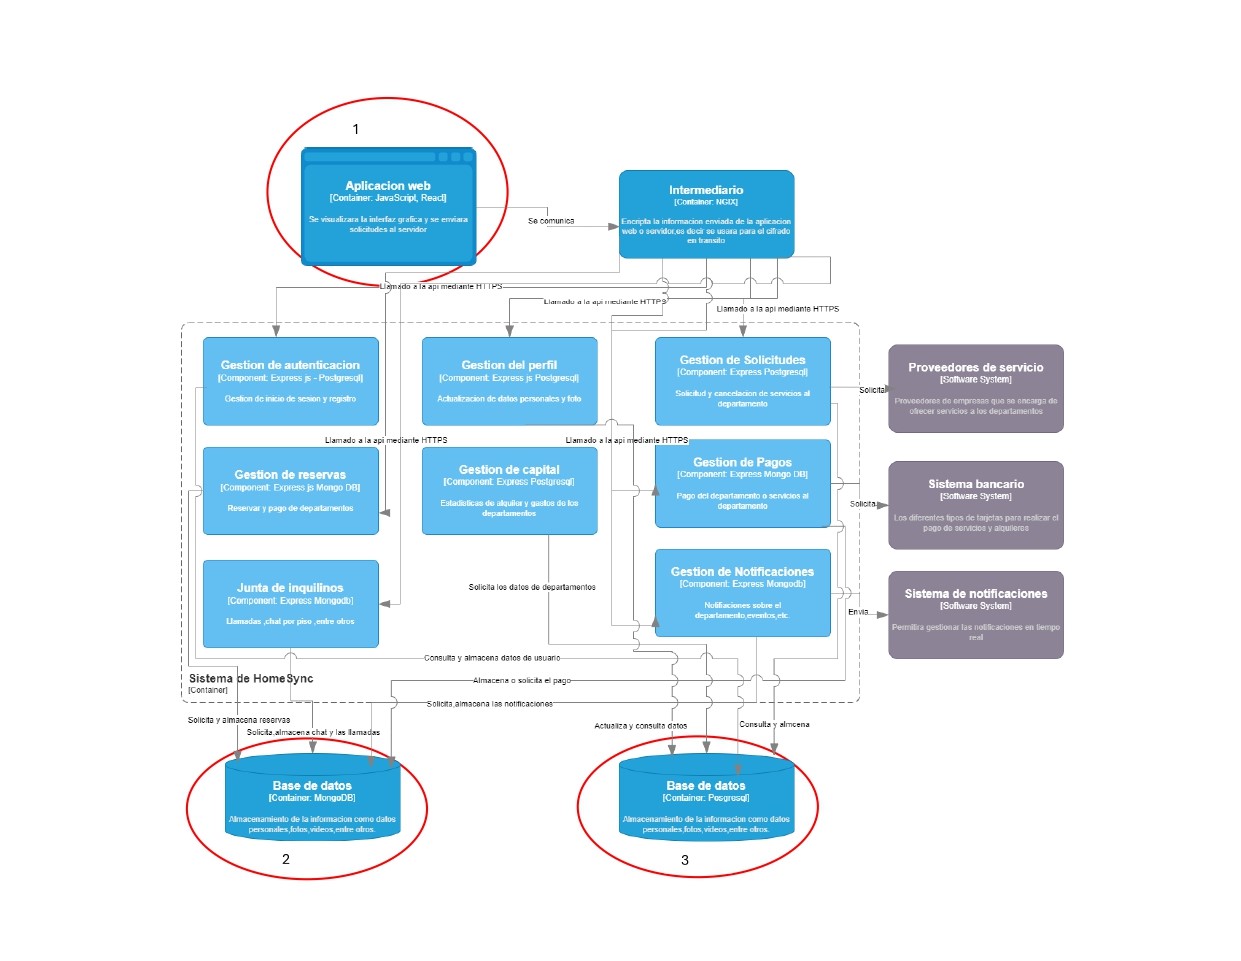 1
Aplicacion web
[Container: JavaScript, React]
Se visualizara la interfaz grafica y se enviara
solicitudes al servidor
Intermediario
[Container: NGIX]
Encripta la informacion enviada de la aplicacion
web o servidor,es decir su usara para el cifrado
en transito
Se comunica
Llamado a la api mediante HTTPS
Llamado a la api mediante HTTPS
Llamado a la api mediante HTTPS
Gestion de autenticacion
[Component: Express js - Postgresql]
Gestion de inicio de sesion y registro
Gestion del perfil
[Component: Express js Postgresql]
Actualizacion de datos personales y foto
Gestion de Solicitudes
[Component: Express Postgresql]
Solicitud y cancelacion de servicios al
departamento
Solicita
Proveedores de servicio
[Software System]
Proveedores de empresas que se encarga de
ofrecer servicios a los departamentos
Llamado a la api mediante HTTPS
Llamado a la api mediante HTTPS
Gestion de reservas
[Component: Express js Mongo DB]
Reservar y pago de departamentos
Gestion de capital
[Component: Express Postgresql]
Estadisticas de alquiler y gastos de los
departamentos
Gestion de Pagos
[Component: Express Mongo DB]
Pago del departamento o servicios al
departamento
Solicita
Sistema bancario
[Software System]
Los diferentes tipos de tarjetas para realizar el
pago de servicios y alquieres
Junta de inquilinos
[Component: Express Mongodb]
Llamadas ,chat por piso ,entre otros
Solicita los datos de departamentos
Gestion de Notificaciones
[Component: Express Mongodb]
Notifiaciones sobre el
departamento,eventos,etc.
Envia
Sistema de notificaciones
[Software System]
Permitira gestionar las notificaciones en tiempo
real
Consulta y almacena datos de usuario
Sistema de HomeSync
[Container]
Almacena o solicita el pago
Solicita,almacena las notificaciones
Solicita y almacena reservas
Solicita,almacena chat y las llamadas
Actualiza y consulta datos
Consulta y almcena
Base de datos
[Container: MongoDB]
Almacenamiento de la informacion como datos
personales,fotos,videos,entre otros.
2
Base de datos
[Container: Posgresql]
Almacenamiento de la informacion como datos
personales,fotos,videos,entre otros.
3